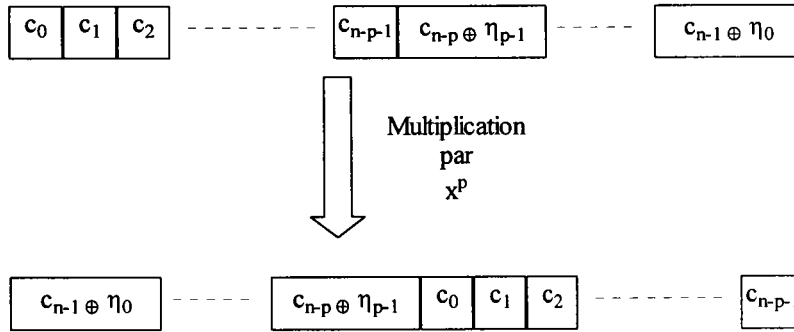 c₀ c₁ c₂ cₙ₋ₚ₋₁ cₙ₋ₚ ⊕ ηₚ₋₁ cₙ₋₁ ⊕ η₀
Multiplication
par
xᵖ
cₙ₋₁ ⊕ η₀ cₙ₋ₚ ⊕ ηₚ₋₁ c₀ c₁ c₂ cₙ₋ₚ₋